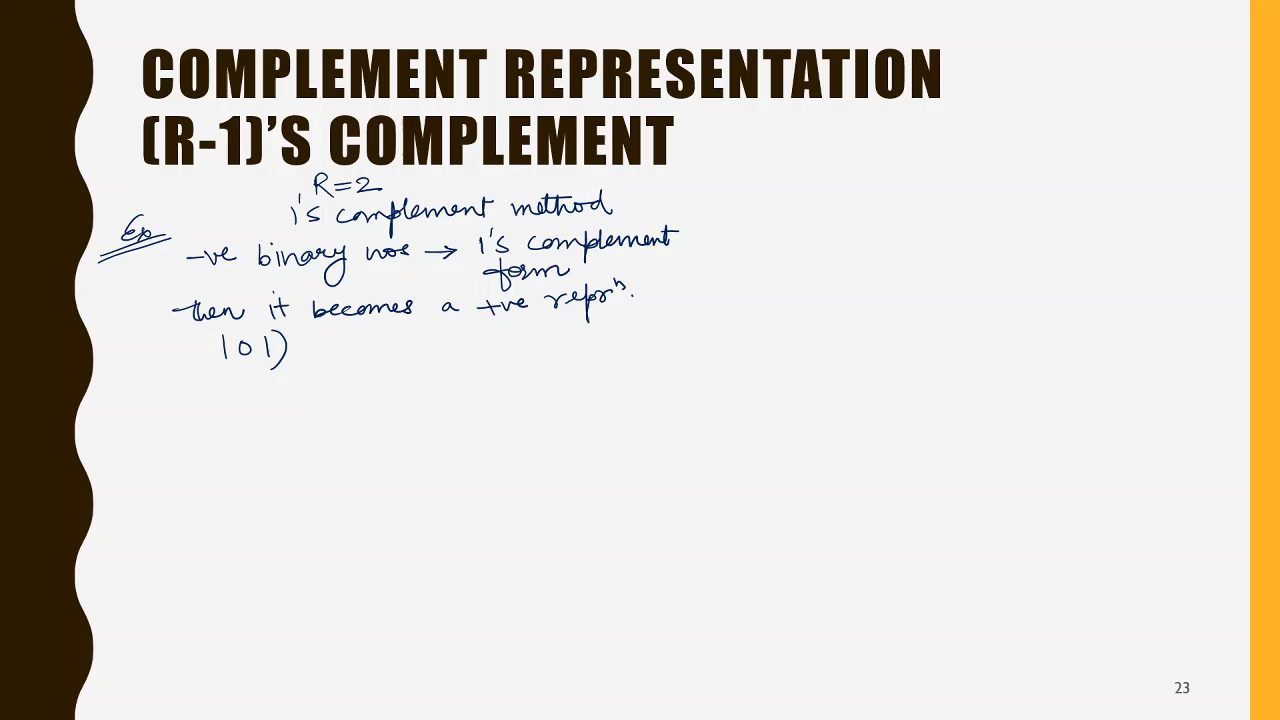 COMPLEMENT REPRESENTATION
(R-1)'S COMPLEMENT
R=2
1's complement method
Ex
-ve binary nos → 1's complement
form
then it becomes a +ve reprn.
101)
23